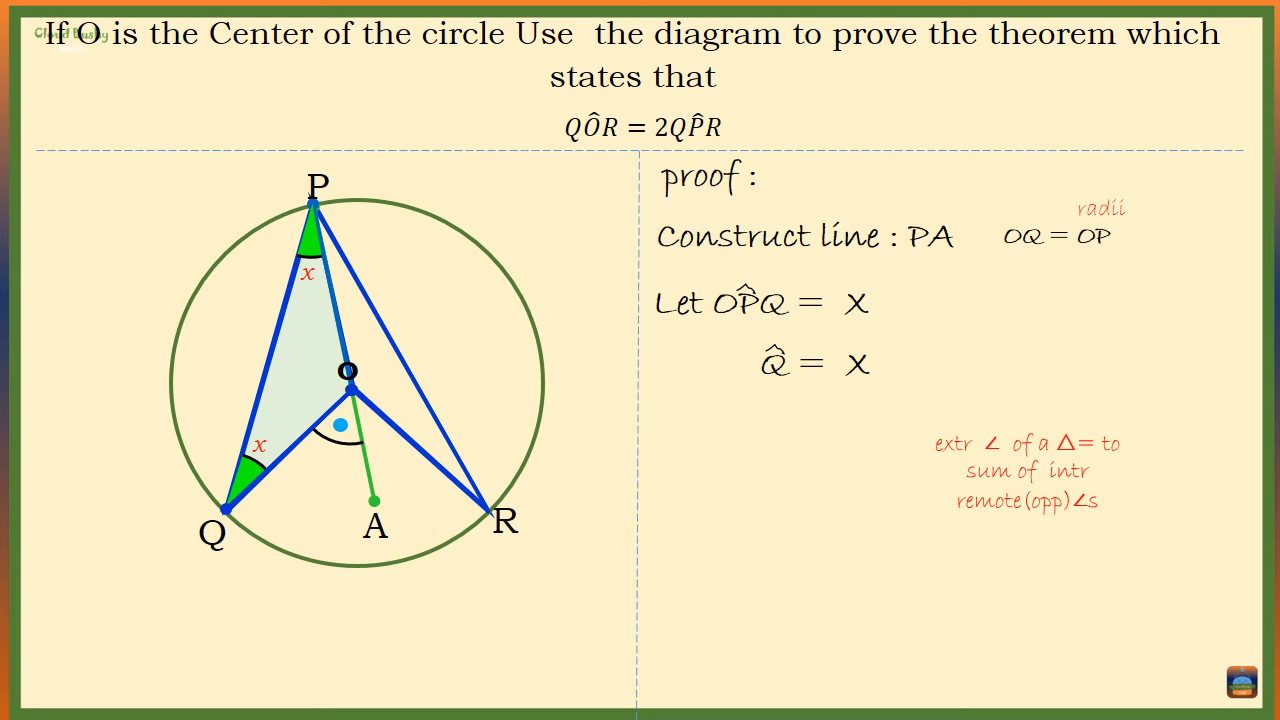 If O is the Center of the circle Use the diagram to prove the theorem which
states that
QÔR = 2QP̂R
P
x
O
x
Q
A
R
proof :
radii
Construct line : PA OQ = OP
Let OP̂Q = X
Q̂ = X
extr ∠ of a △= to
sum of intr
remote(opp)∠s